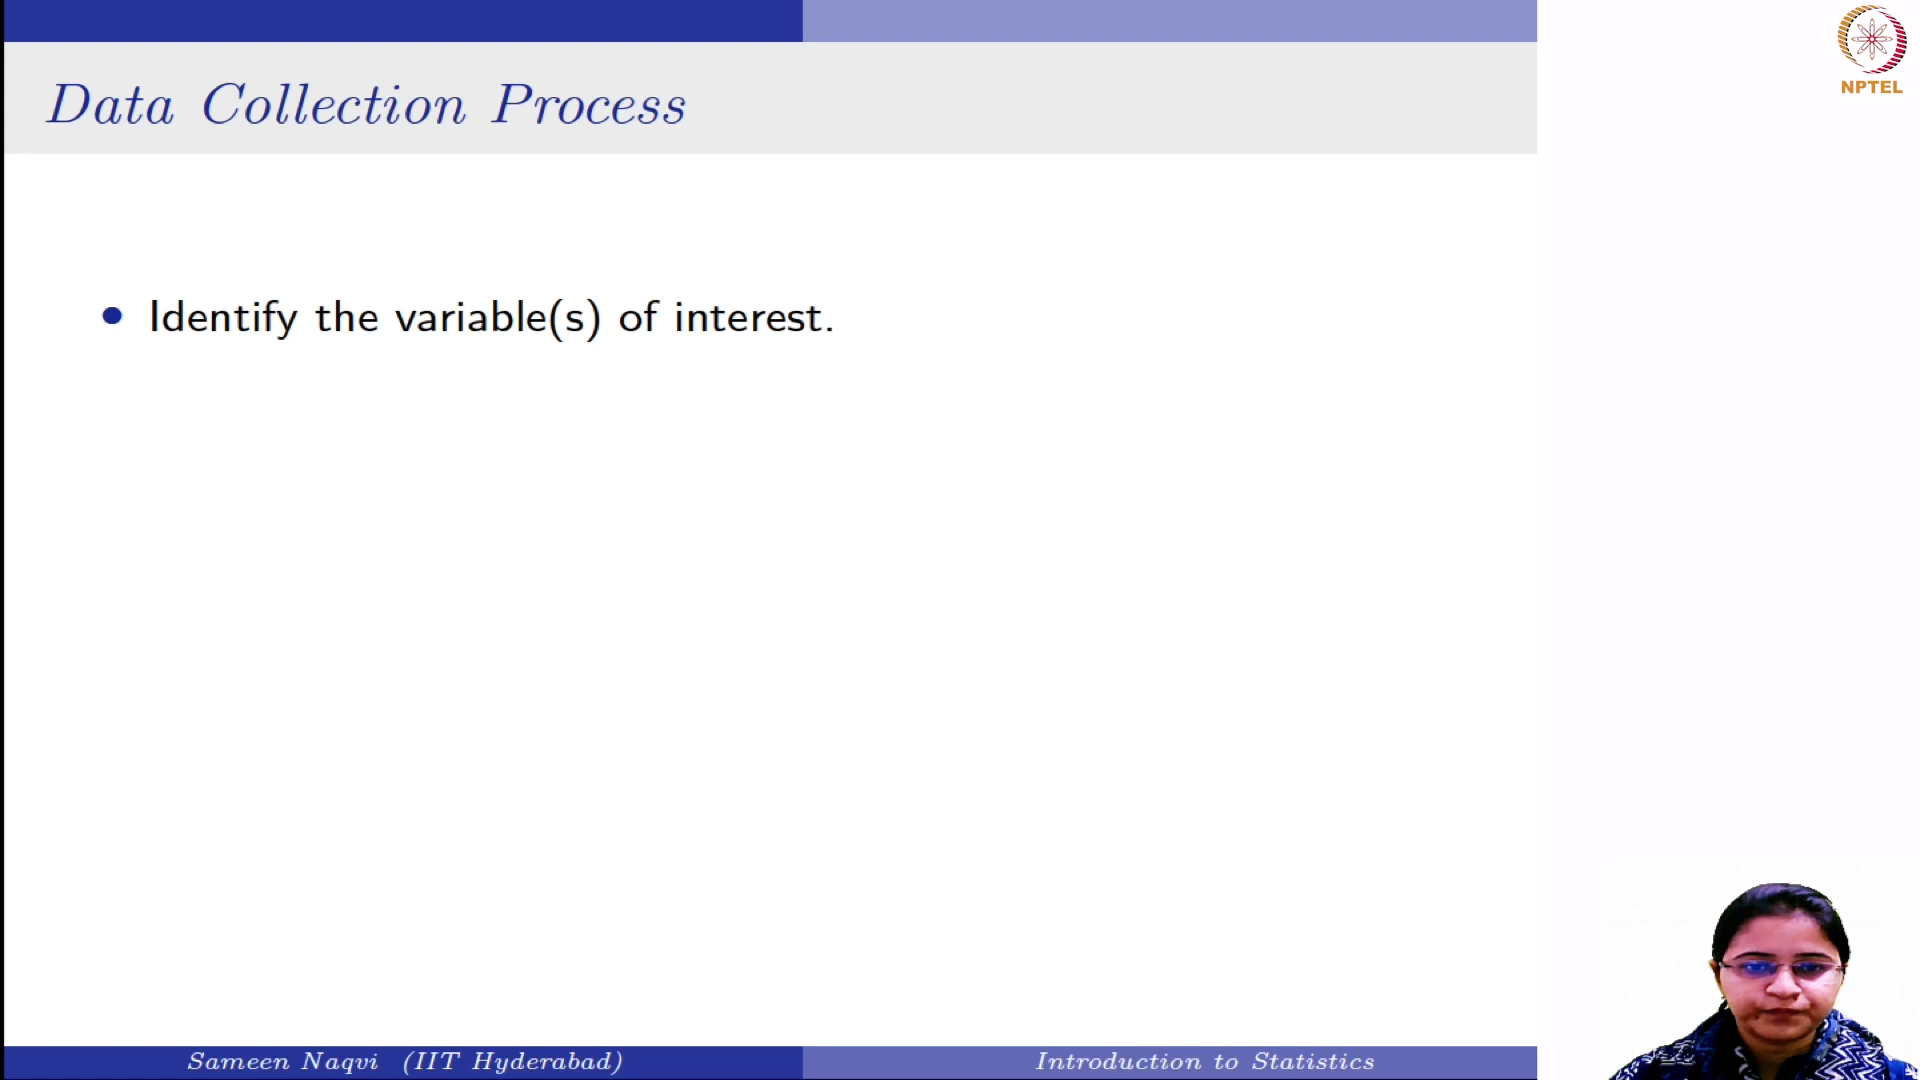 Data Collection Process
NPTEL
• Identify the variable(s) of interest.
Sameen Naqvi (IIT Hyderabad)
Introduction to Statistics